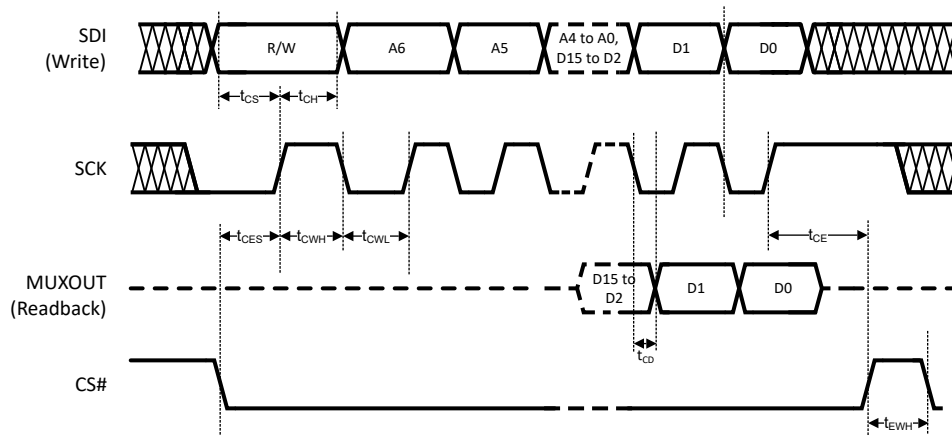 SDI
(Write)
R/W
A6
A5
A4 to A0,
D15 to D2
D1
D0
tCS
tCH
SCK
tCES
tCWH
tCWL
tCE
MUXOUT
(Readback)
D15 to
D2
D1
D0
tCD
CS#
tEWH